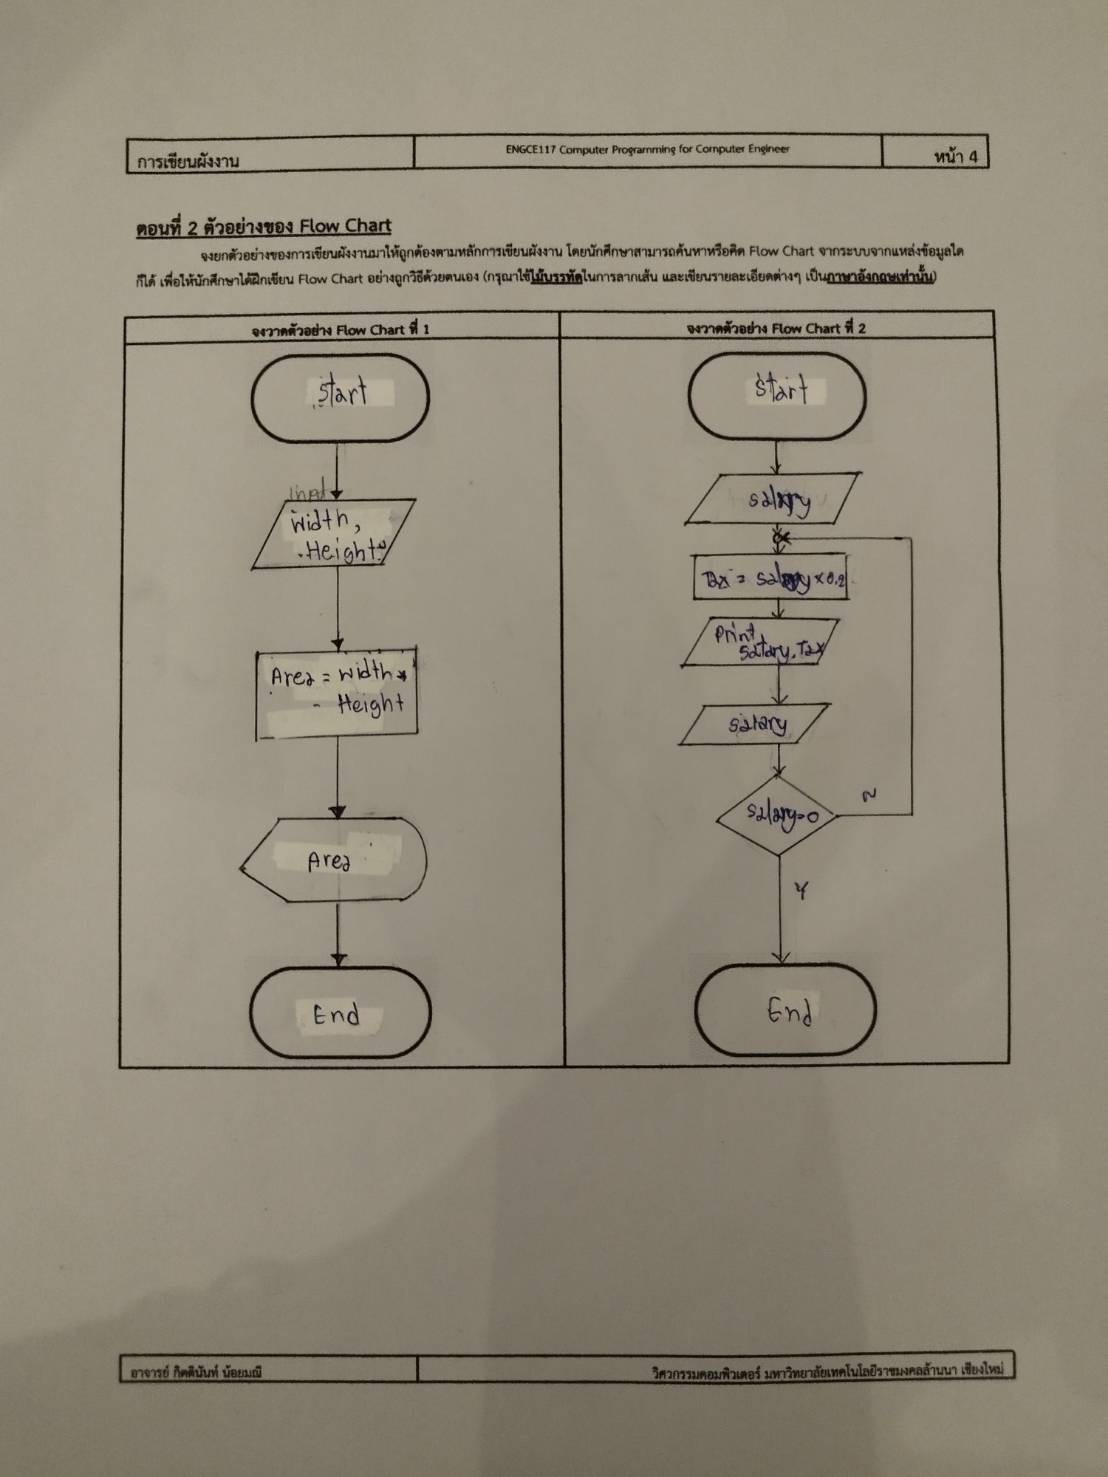 การเขียนผังงาน
ENGCE117 Computer Programming for Computer Engineer
หน้า 4
ตอนที่ 2 ตัวอย่างของ Flow Chart
จงยกตัวอย่างของการเขียนผังงานมาให้ถูกต้องตามหลักการเขียนผังงาน โดยนักศึกษาสามารถค้นหาหรือคิด Flow Chart จากระบบจากแหล่งข้อมูลใด
ก็ได้ เพื่อให้นักศึกษาได้ฝึกเขียน Flow Chart อย่างถูกวิธีด้วยตนเอง (กรุณาใช้ไม้บรรทัดในการลากเส้น และเขียนรายละเอียดต่างๆ เป็นภาษาอังกฤษเท่านั้น)
จงวาดตัวอย่าง Flow Chart ที่ 1
Start
Width,
Height
Area = width *
Height
Area
End
จงวาดตัวอย่าง Flow Chart ที่ 2
Start
salary
Tax = salary x 0.2
Print
salary, Tax
salary
salary=0
N
Y
End
อาจารย์ กิตตินันท์ น้อยมณี
วิศวกรรมคอมพิวเตอร์ มหาวิทยาลัยเทคโนโลยีราชมงคลล้านนา เชียงใหม่